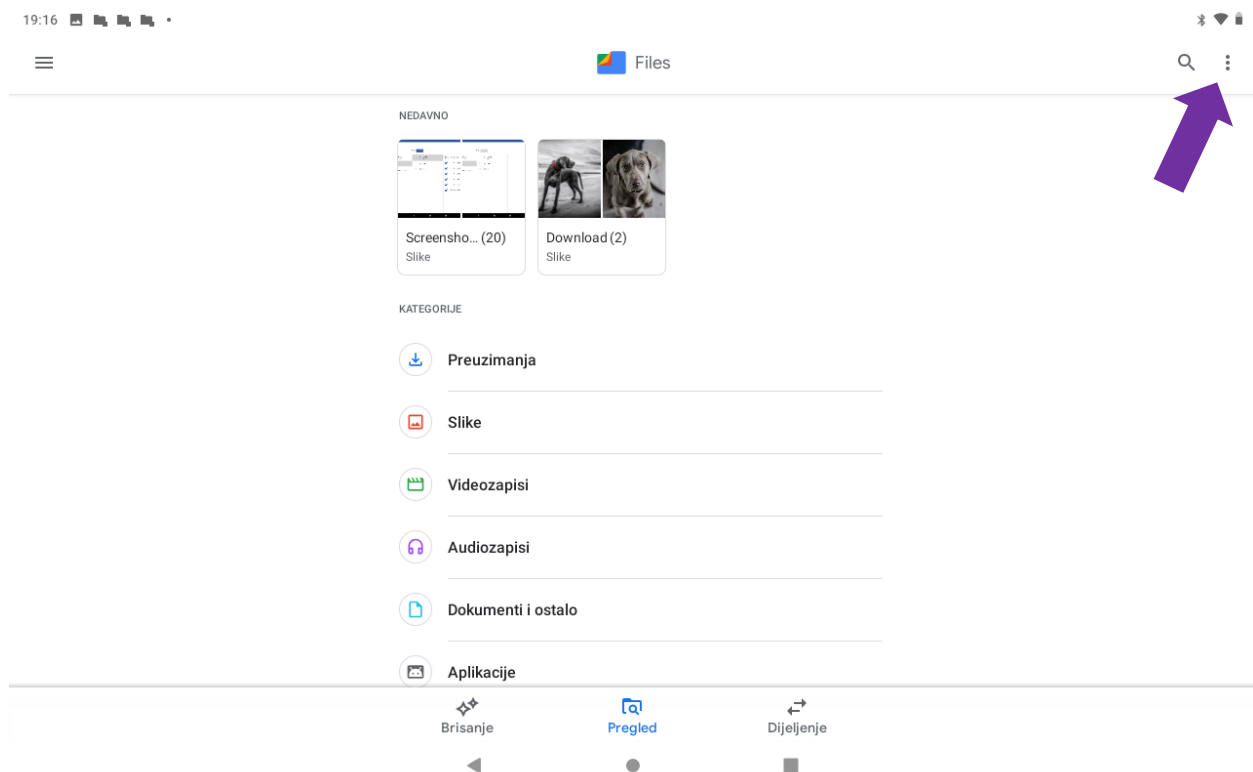 19:16
Files
NEDAVNO
Screensho... (20)
Slike
Download (2)
Slike
KATEGORIJE
Preuzimanja
Slike
Videozapisi
Audiozapisi
Dokumenti i ostalo
Aplikacije
Brisanje
Pregled
Dijeljenje